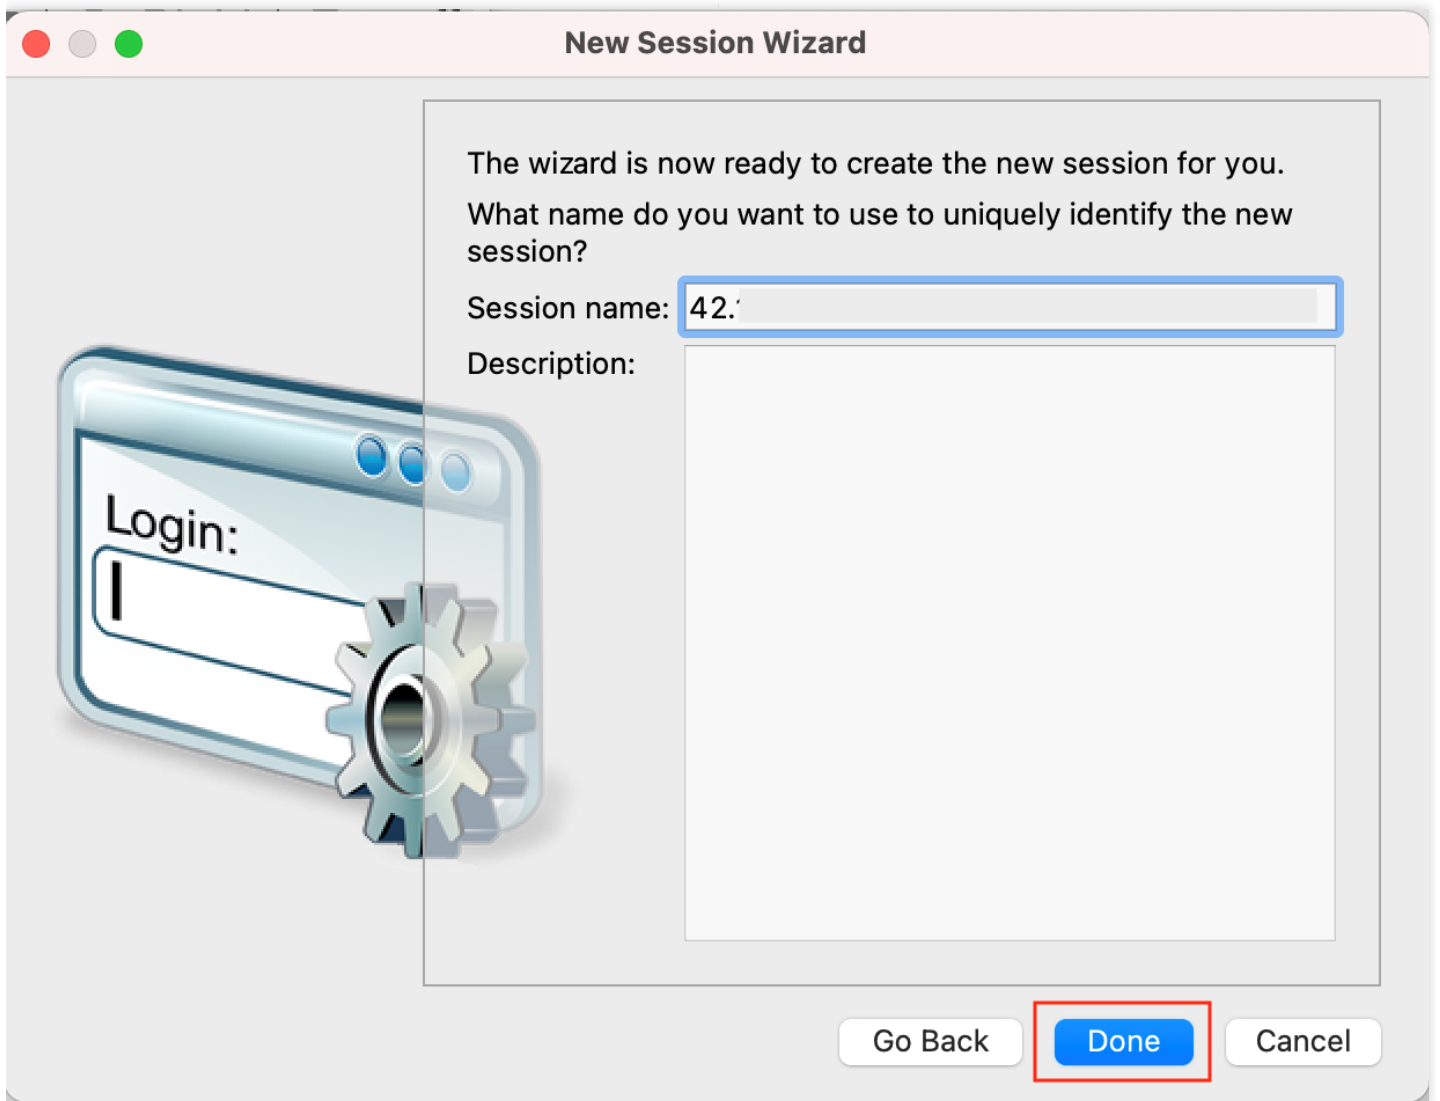 New Session Wizard
The wizard is now ready to create the new session for you.
What name do you want to use to uniquely identify the new
session?
Session name: 42.
Description:
Login:
Go Back Done Cancel